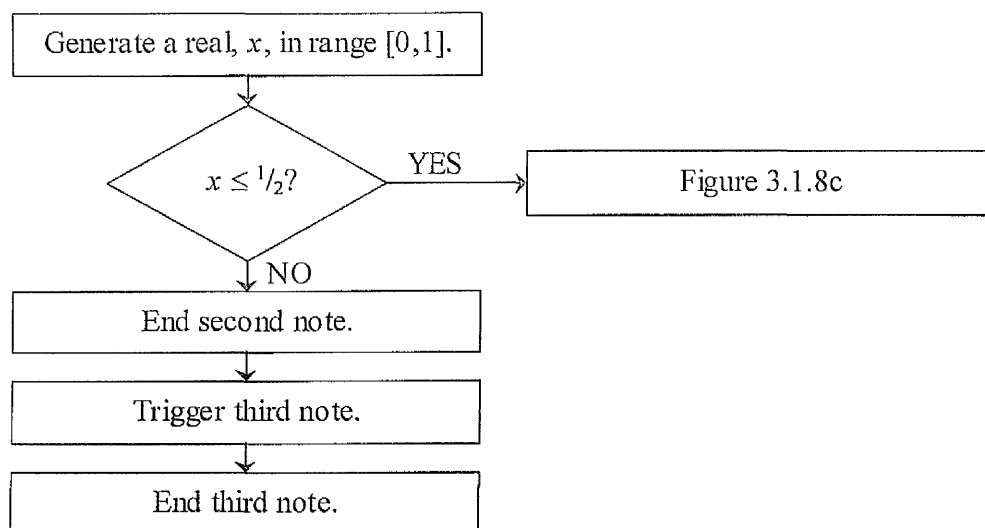 Generate a real, x, in range [0,1].
x ≤ 1/2?
YES
Figure 3.1.8c
NO
End second note.
Trigger third note.
End third note.